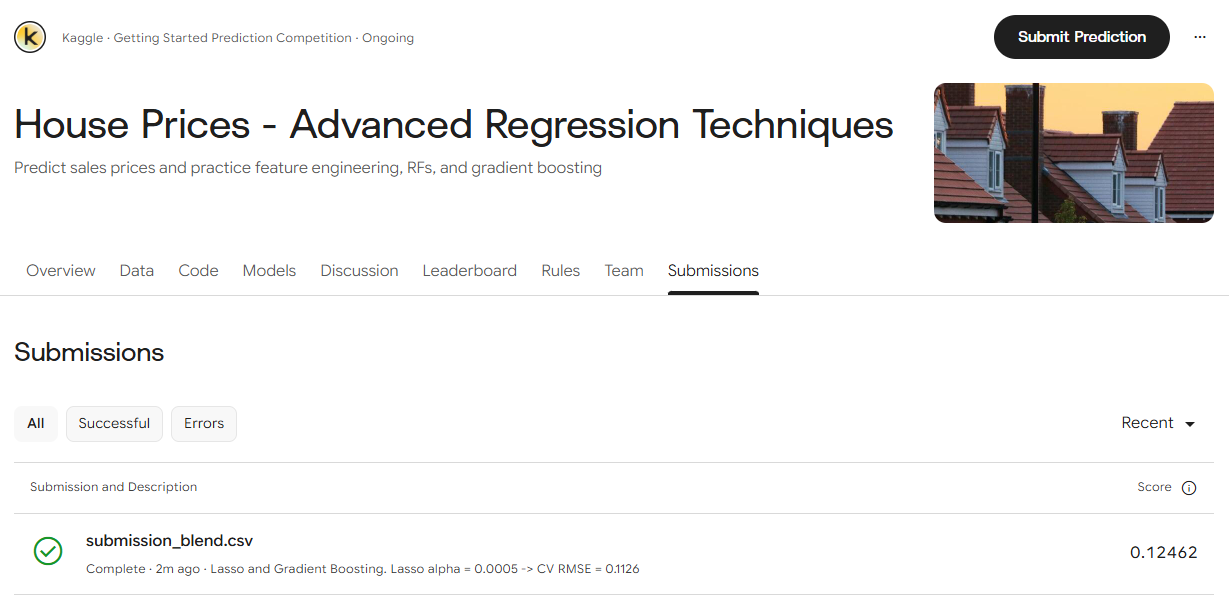 k
Kaggle · Getting Started Prediction Competition · Ongoing
Submit Prediction
House Prices - Advanced Regression Techniques
Predict sales prices and practice feature engineering, RFs, and gradient boosting
Overview Data Code Models Discussion Leaderboard Rules Team Submissions
Submissions
All Successful Errors Recent
Submission and Description Score
submission_blend.csv
0.12462
Complete · 2m ago · Lasso and Gradient Boosting. Lasso alpha = 0.0005 -> CV RMSE = 0.1126